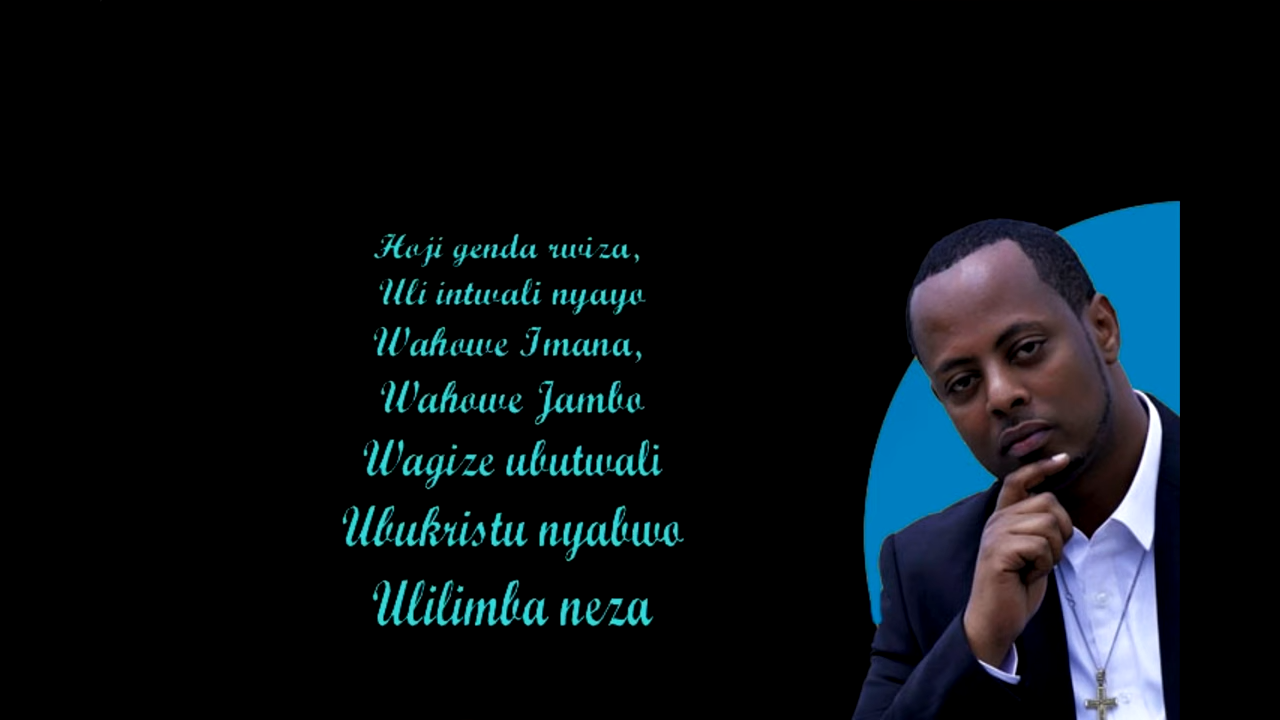 Hoji genda rwiza,
Uli intwali nyayo
Wahowe Imana,
Wahowe Jambo
Wagize ubutwali
Ubukristu nyabwo
Ulilimba neza